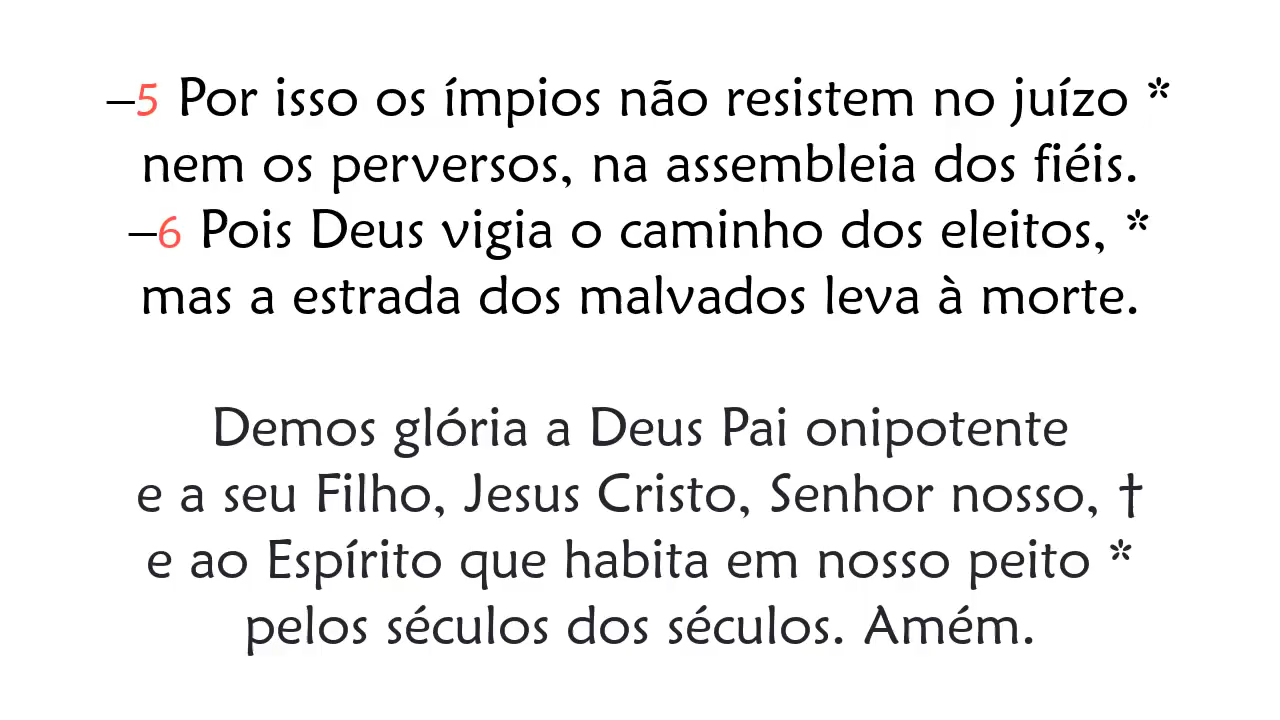 –5 Por isso os ímpios não resistem no juízo *
nem os perversos, na assembleia dos fiéis.
–6 Pois Deus vigia o caminho dos eleitos, *
mas a estrada dos malvados leva à morte.
Demos glória a Deus Pai onipotente
e a seu Filho, Jesus Cristo, Senhor nosso, †
e ao Espírito que habita em nosso peito *
pelos séculos dos séculos. Amém.